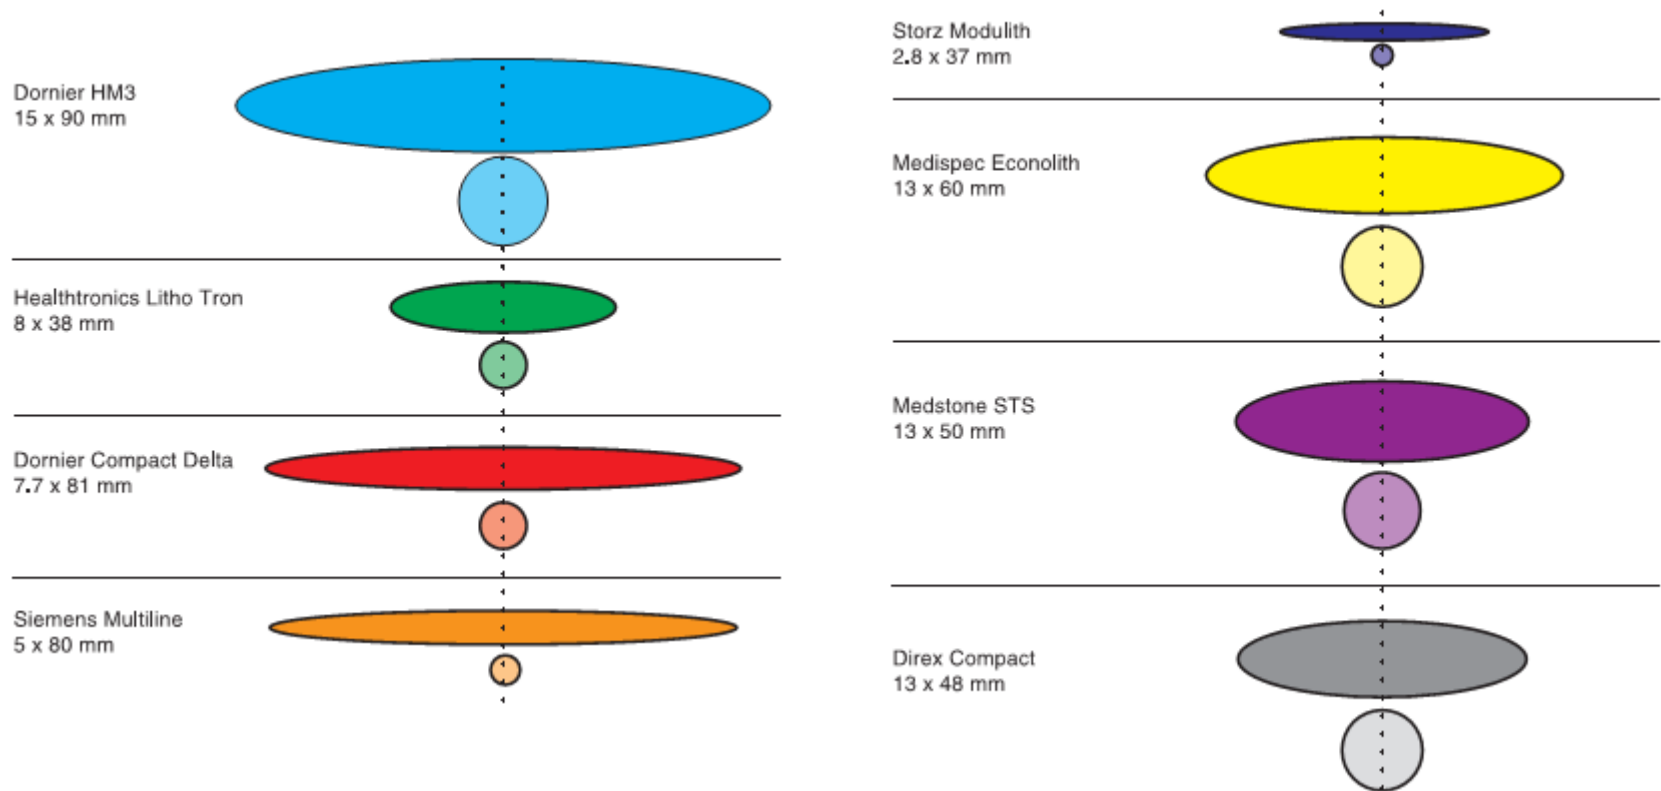 Dornier HM3
15 x 90 mm
Healthtronics Litho Tron
8 x 38 mm
Dornier Compact Delta
7.7 x 81 mm
Siemens Multiline
5 x 80 mm
Storz Modulith
2.8 x 37 mm
Medispec Econolith
13 x 60 mm
Medstone STS
13 x 50 mm
Direx Compact
13 x 48 mm